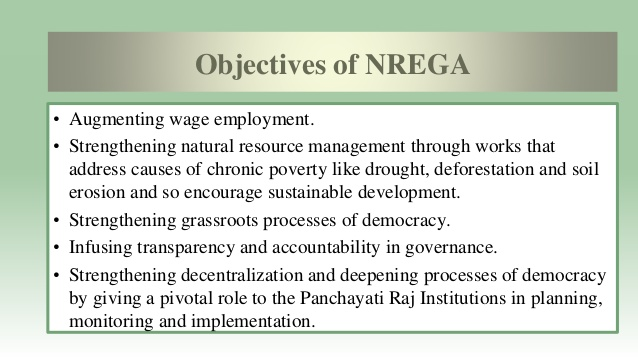 Objectives of NREGA
• Augmenting wage employment.
• Strengthening natural resource management through works that
address causes of chronic poverty like drought, deforestation and soil
erosion and so encourage sustainable development.
• Strengthening grassroots processes of democracy.
• Infusing transparency and accountability in governance.
• Strengthening decentralization and deepening processes of democracy
by giving a pivotal role to the Panchayati Raj Institutions in planning,
monitoring and implementation.